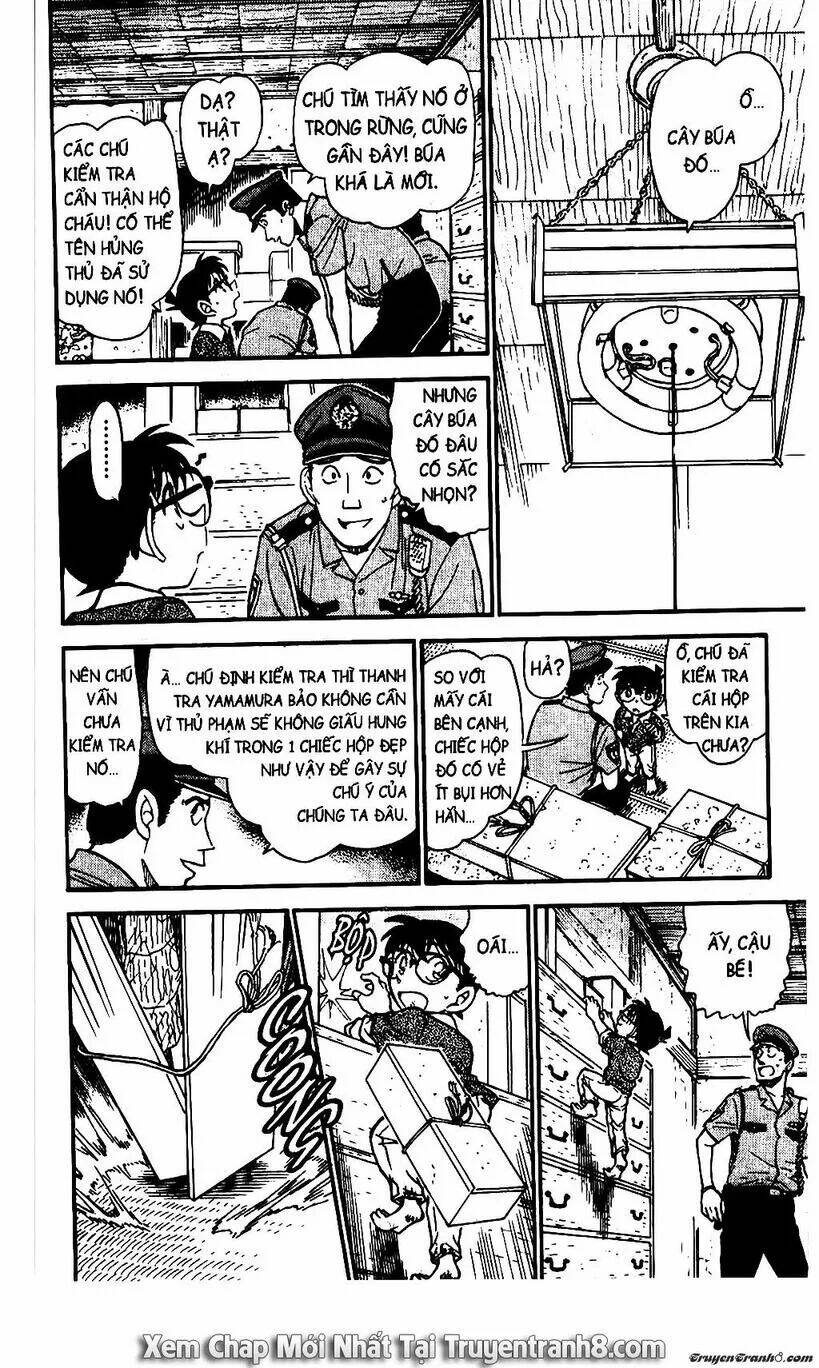 Ồ...
CÂY BÚA
ĐÓ...
CHÚ TÌM THẤY NÓ Ở
TRONG RỪNG, CŨNG
GẦN ĐÂY! BÚA
KHÁ LÀ MỚI.
DẠ?
THẬT
Ạ?
CÁC CHÚ
KIỂM TRA
CẨN THẬN HỘ
CHÁU! CÓ THỂ
TÊN HỦNG
THỦ ĐÃ SỬ
DỤNG NÓ!
NHƯNG
CÂY BÚA
ĐÓ ĐÂU
CÓ SẮC
NHỌN?
........
Ồ, CHÚ ĐÃ
KIỂM TRA
CÁI HỘP
TRÊN KIA
CHƯA?
HẢ?
SO VỚI
MẤY CÁI
BÊN CẠNH,
CHIẾC HỘP
ĐÓ CÓ VẺ
ÍT BỤI HƠN
HẲN...
À... CHÚ ĐỊNH KIỂM TRA THÌ THANH
TRA YAMAMURA BẢO KHÔNG CẦN
VÌ THỦ PHẠM SẼ KHÔNG GIẤU HUNG
KHÍ TRONG 1 CHIẾC HỘP ĐẸP
NHƯ VẬY ĐỂ GÂY SỰ
CHÚ Ý CỦA
CHÚNG TA ĐÂU.
NÊN CHÚ
VẪN
CHƯA
KIỂM TRA
NÓ...
ẤY, CẬU
BÉ!
OÁI...
BỘP
COONG
Xem Chap Mới Nhất Tại Truyentranh8.com
TruyenTranh8.com